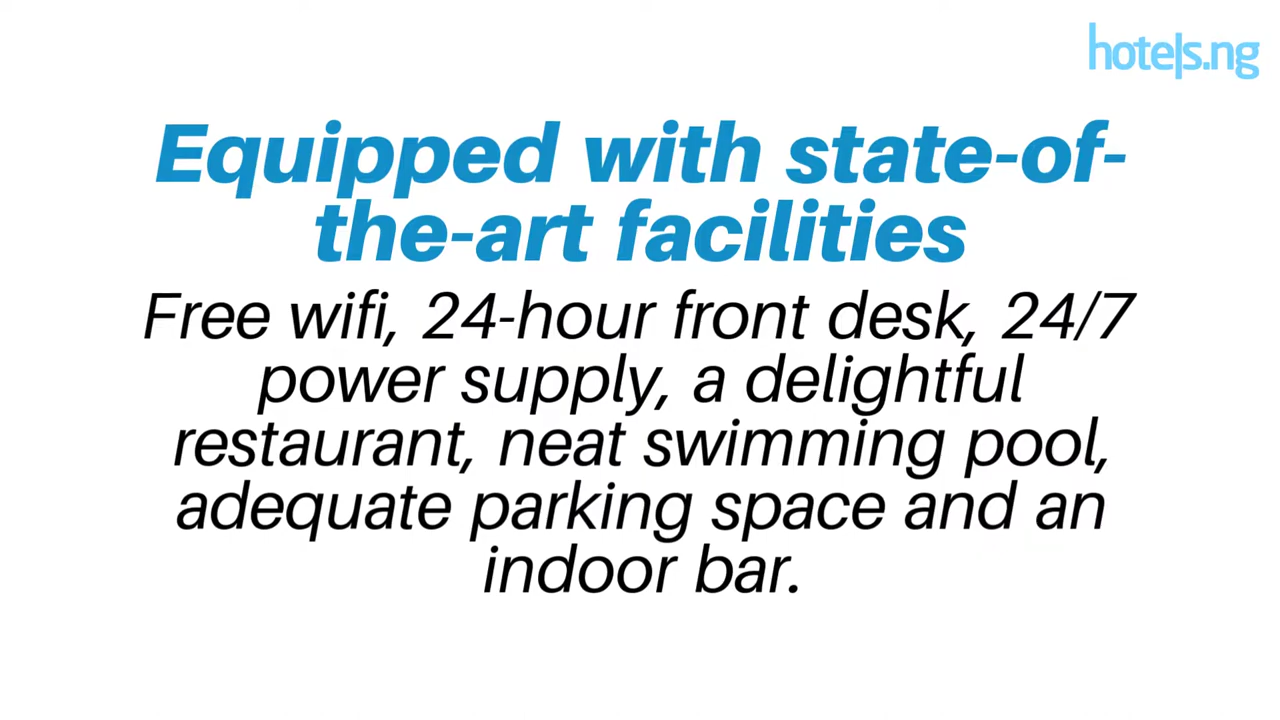 hotels.ng
Equipped with state-of-
the-art facilities
Free wifi, 24-hour front desk, 24/7
power supply, a delightful
restaurant, neat swimming pool,
adequate parking space and an
indoor bar.